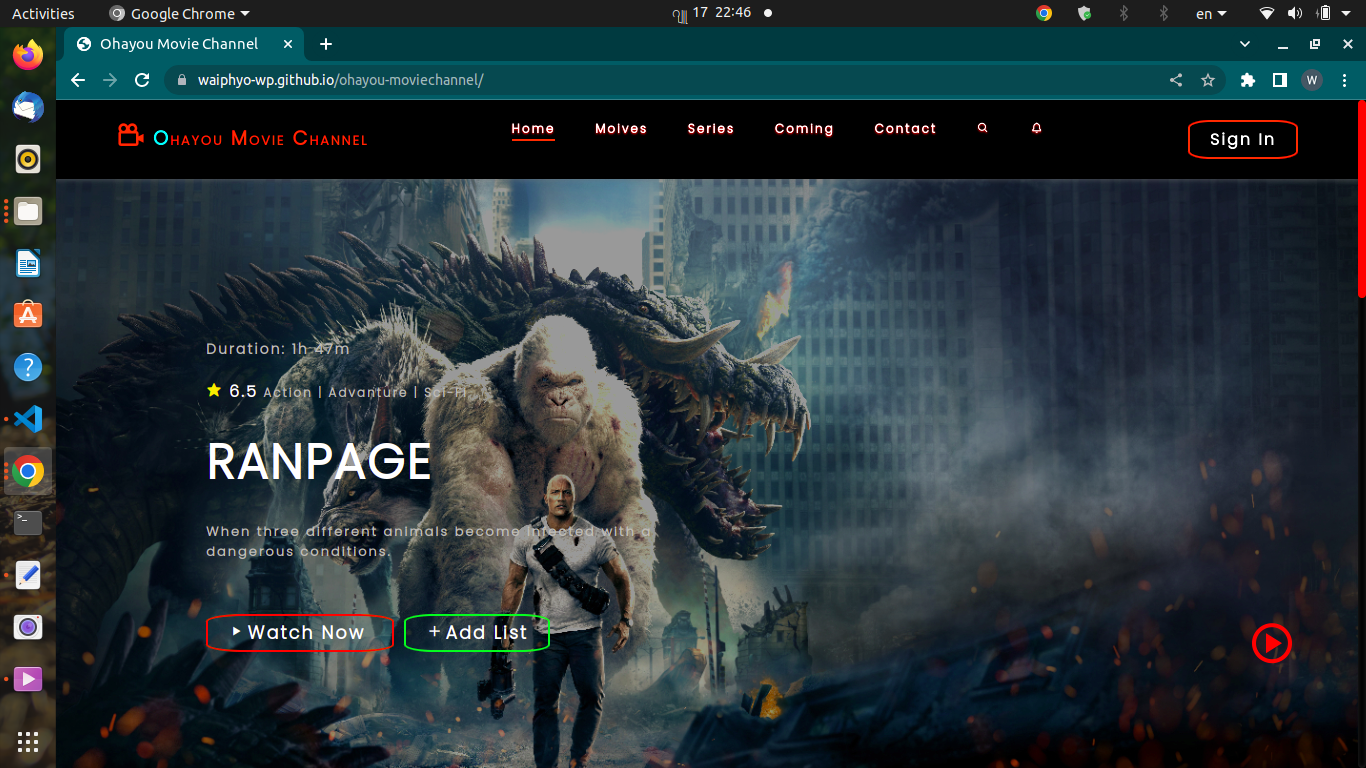 Activities
Google Chrome
17 22:46
en
Ohayou Movie Channel
waiphyo-wp.github.io/ohayou-moviechannel/
W
Ohayou Movie Channel
Home
Moives
Series
Coming
Contact
Sign In
Duration: 1h 47m
6.5 Action | Advanture | Sci-Fi
RANPAGE
When three different animals become infected with a
dangerous conditions.
Watch Now
+ Add List